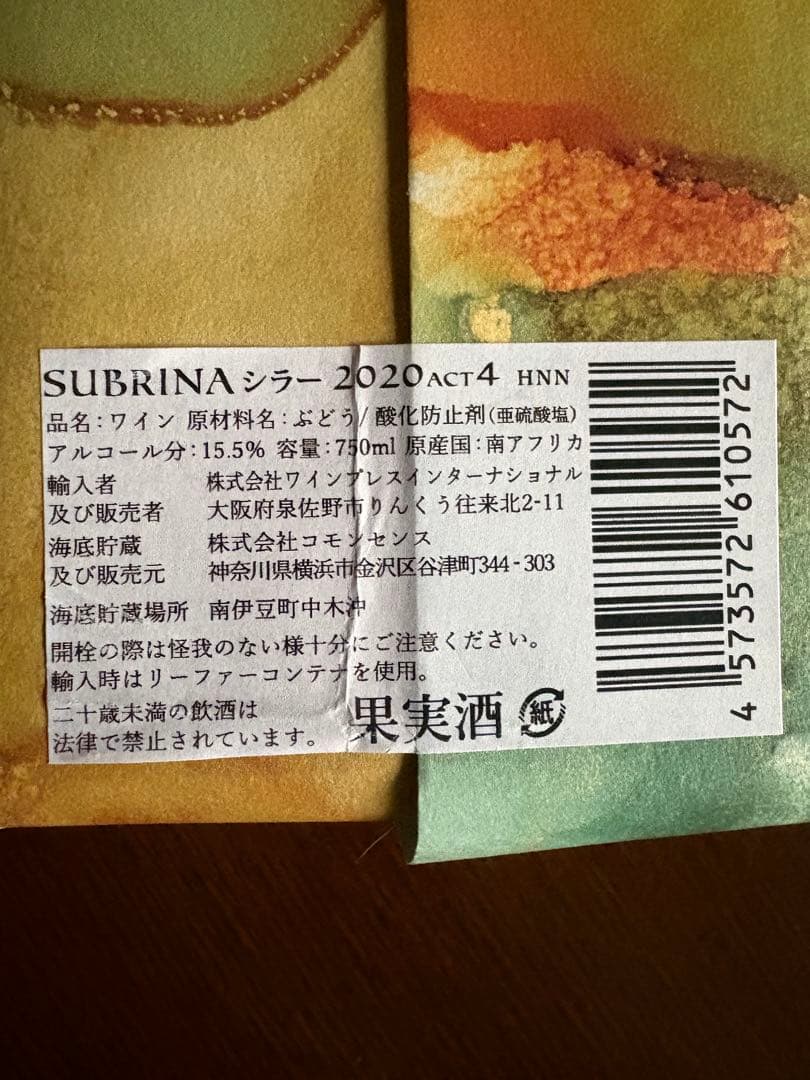 SUBRINA シラー 2020 ACT4 HNN
品名：ワイン 原材料名：ぶどう/ 酸化防止剤(亜硫酸塩)
アルコール分：15.5% 容量：750ml 原産国：南アフリカ
輸入者 株式会社ワインプレスインターナショナル
及び販売者 大阪府泉佐野市りんくう往来北2-11
海底貯蔵 株式会社コモンセンス
及び販売元 神奈川県横浜市金沢区谷津町344-303
海底貯蔵場所 南伊豆町中木沖
開栓の際は怪我のない様十分にご注意ください。
輸入時はリーファーコンテナを使用。
二十歳未満の飲酒は
法律で禁止されています。
果実酒 紙
4 573572 610572